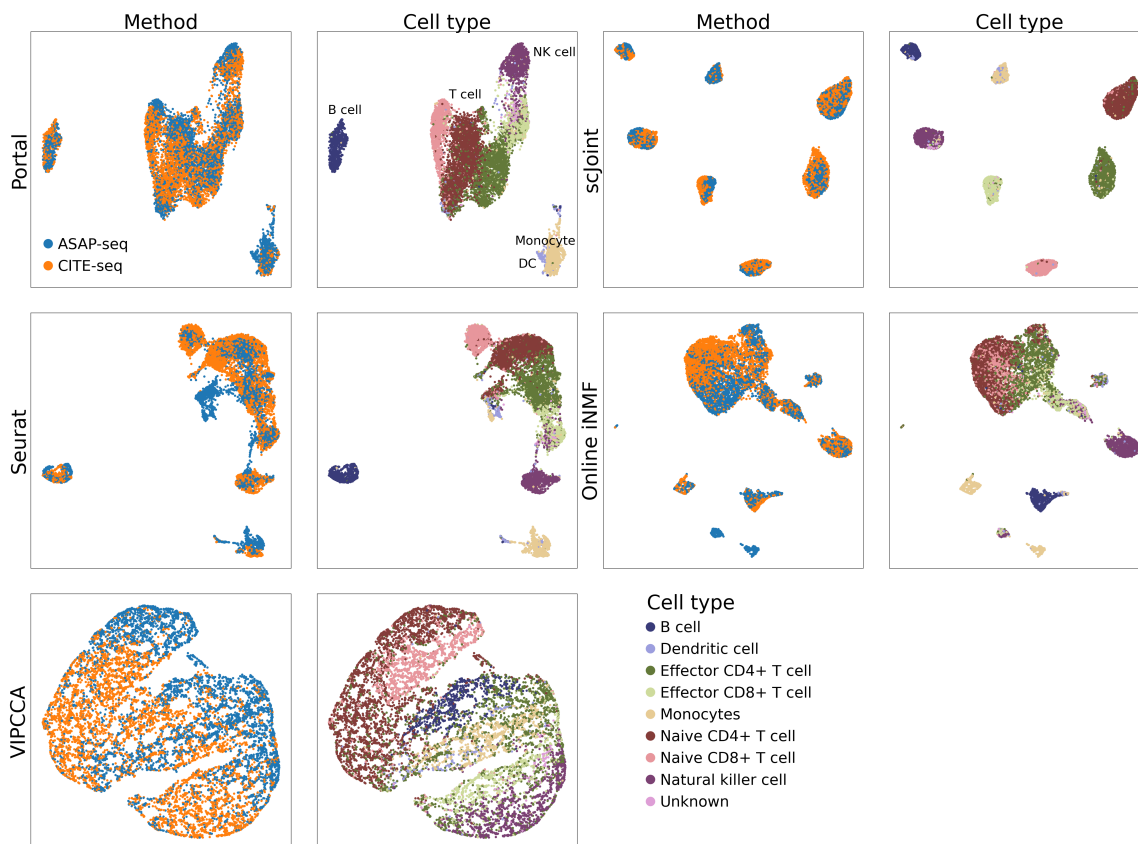 Method
Cell type
Method
Cell type
Portal
ASAP-seq
CITE-seq
NK cell
T cell
B cell
Monocyte
DC
scJoint
Seurat
Online iNMF
VIPCCA
Cell type
B cell
Dendritic cell
Effector CD4+ T cell
Effector CD8+ T cell
Monocytes
Naive CD4+ T cell
Naive CD8+ T cell
Natural killer cell
Unknown